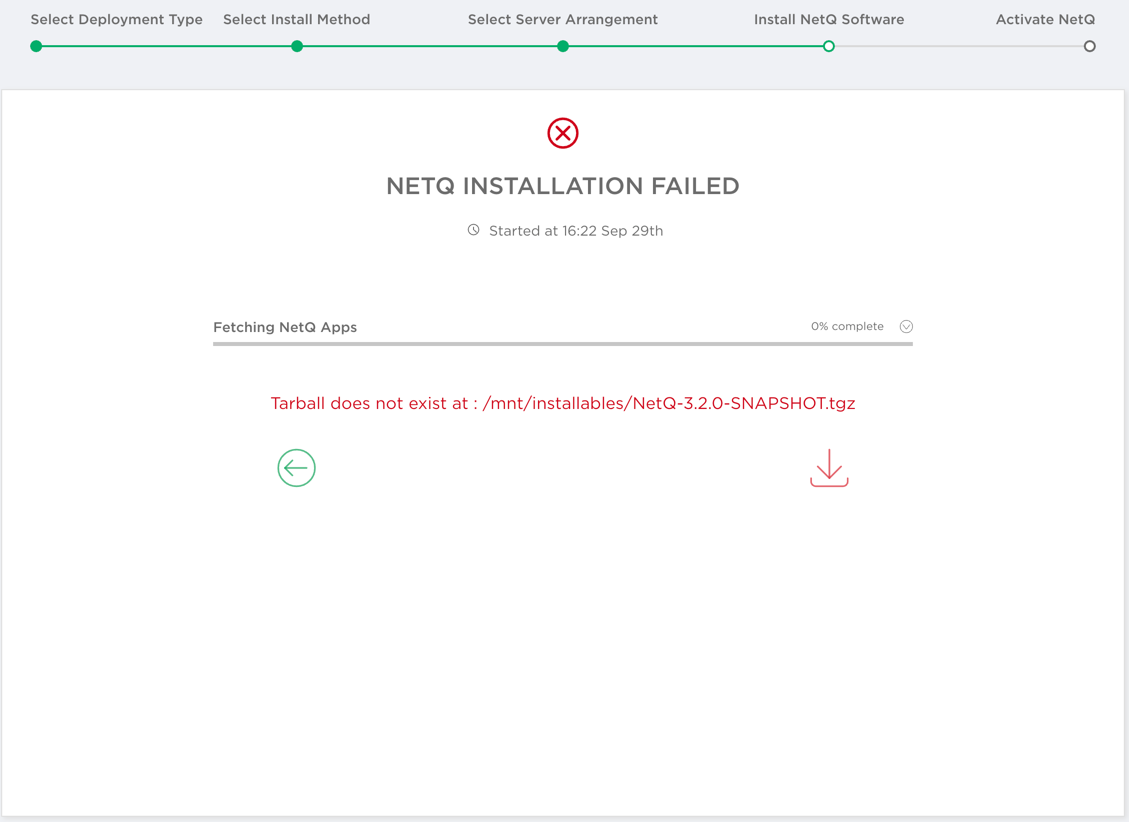 Select Deployment Type Select Install Method Select Server Arrangement Install NetQ Software Activate NetQ
NETQ INSTALLATION FAILED
Started at 16:22 Sep 29th
Fetching NetQ Apps 0% complete
Tarball does not exist at : /mnt/installables/NetQ-3.2.0-SNAPSHOT.tgz